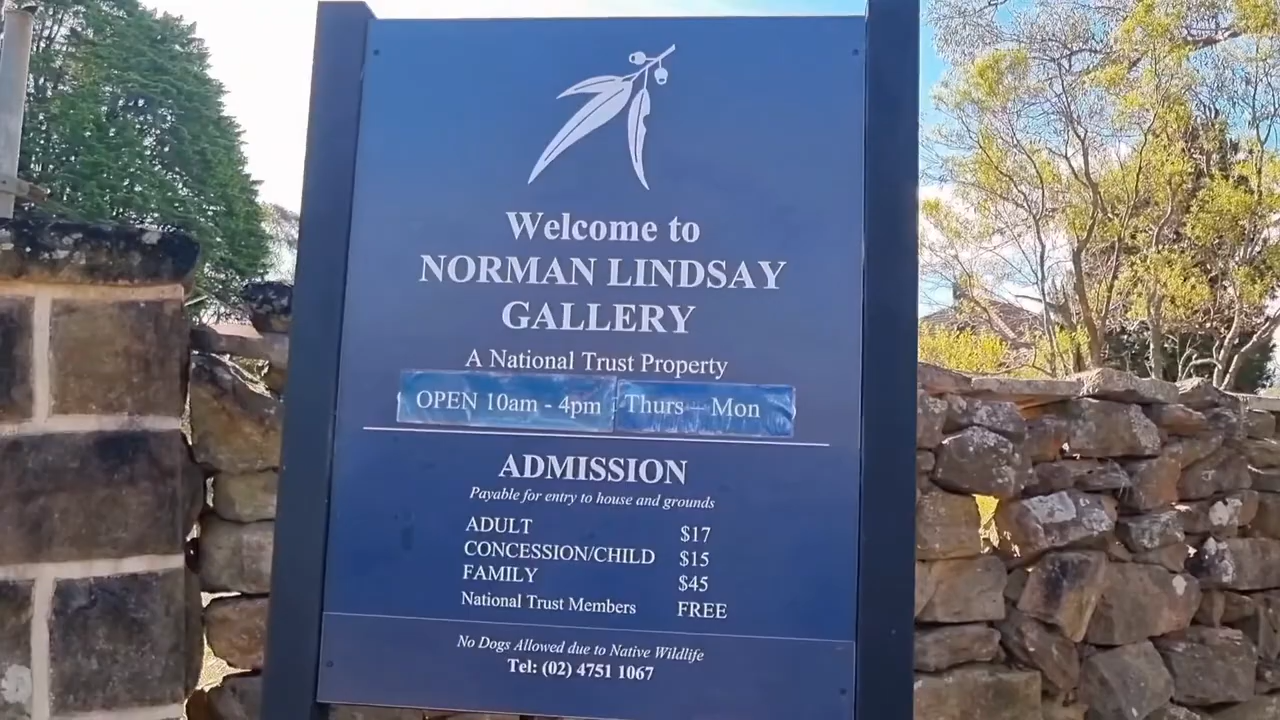 Welcome to
NORMAN LINDSAY
GALLERY
A National Trust Property
OPEN 10am - 4pm Thurs - Mon
ADMISSION
Payable for entry to house and grounds
ADULT $17
CONCESSION/CHILD $15
FAMILY $45
National Trust Members FREE
No Dogs Allowed due to Native Wildlife
Tel: (02) 4751 1067